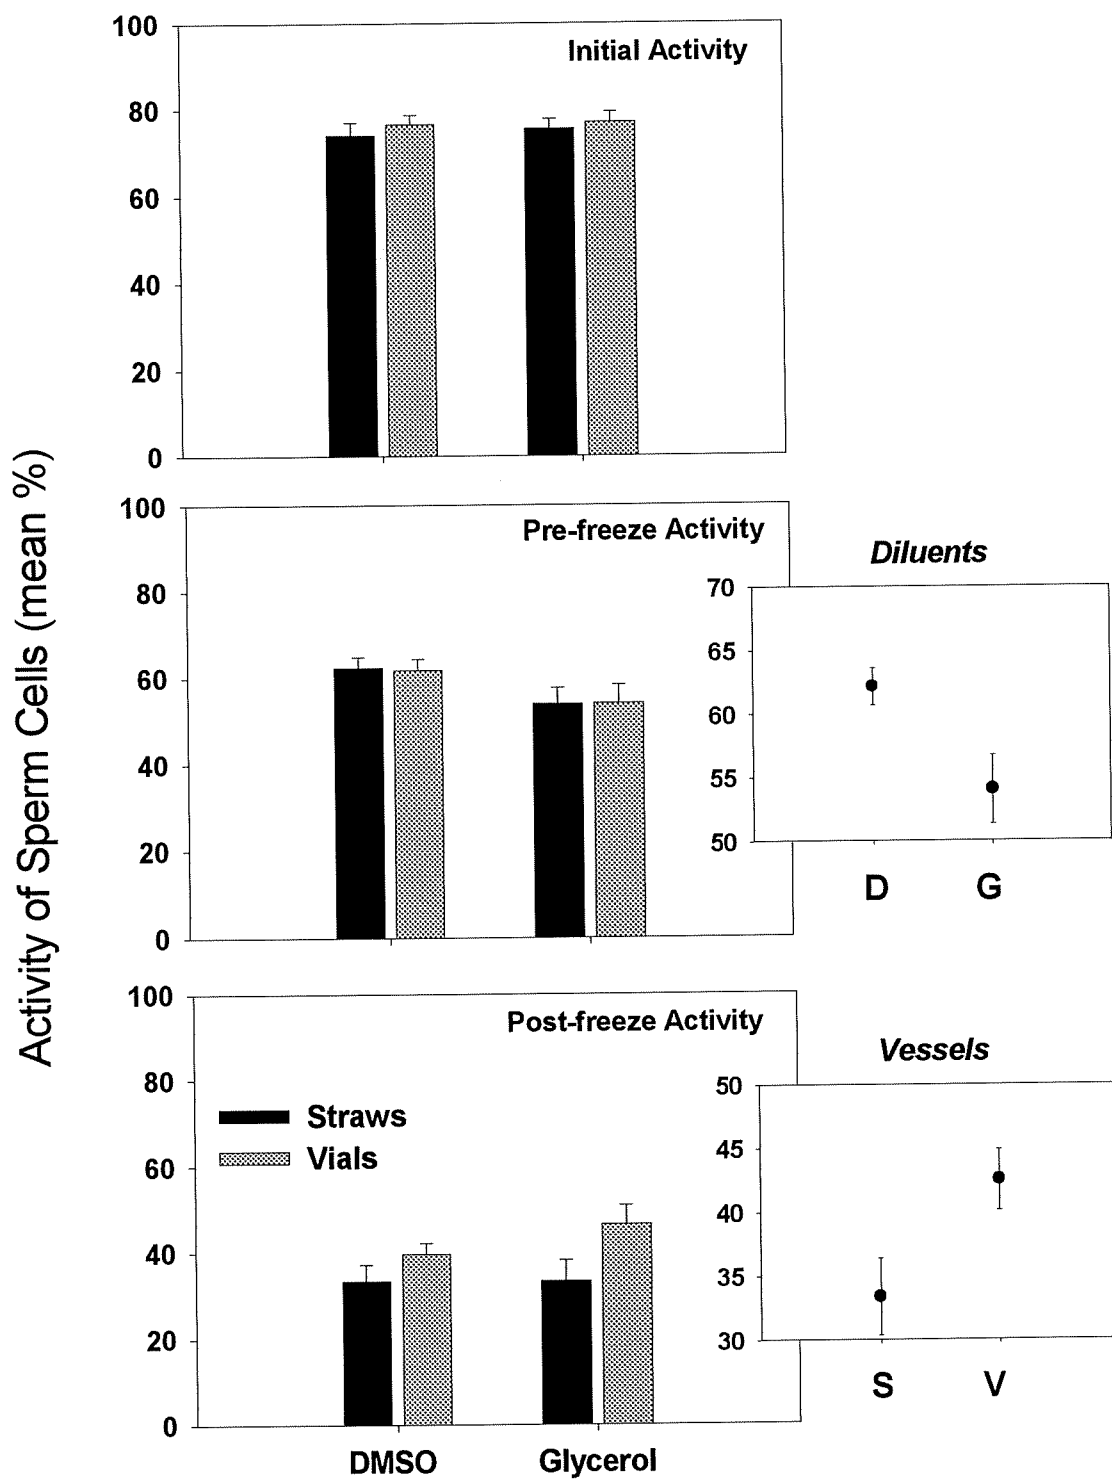 Activity of Sperm Cells (mean %)
Initial Activity
100
80
60
40
20
0
Pre-freeze Activity
100
80
60
40
20
0
Diluents
70
65
60
55
50
D G
Post-freeze Activity
100
80
60
40
20
0
Straws
Vials
DMSO Glycerol
Vessels
50
45
40
35
30
S V